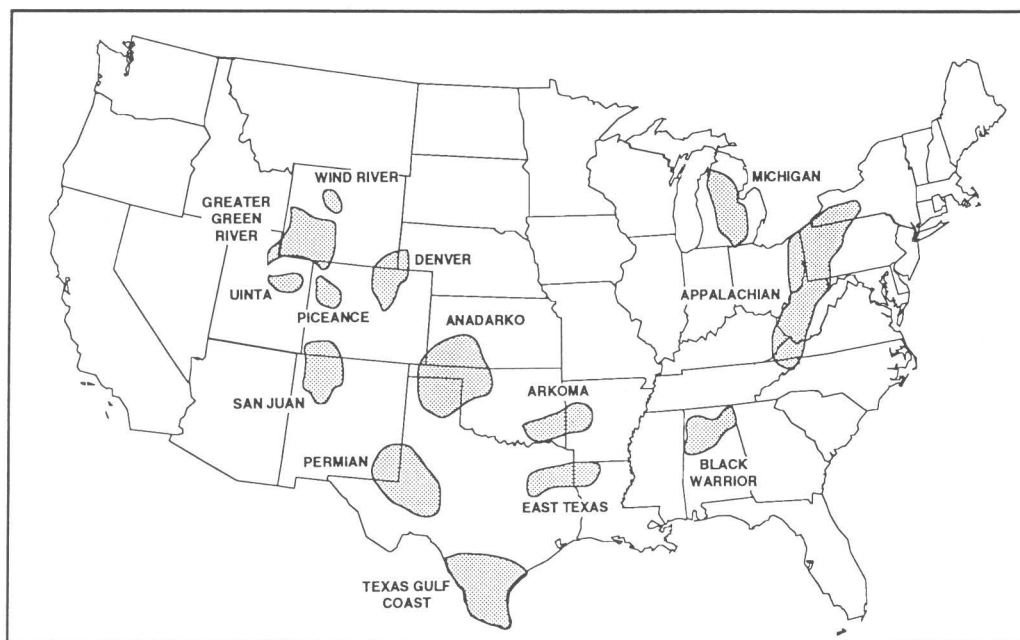 MICHIGAN
WIND RIVER
GREATER
GREEN
RIVER
DENVER
UINTA
PICEANCE
APPALACHIAN
ANADARKO
ARKOMA
SAN JUAN
PERMIAN
BLACK
WARRIOR
EAST TEXAS
TEXAS GULF
COAST